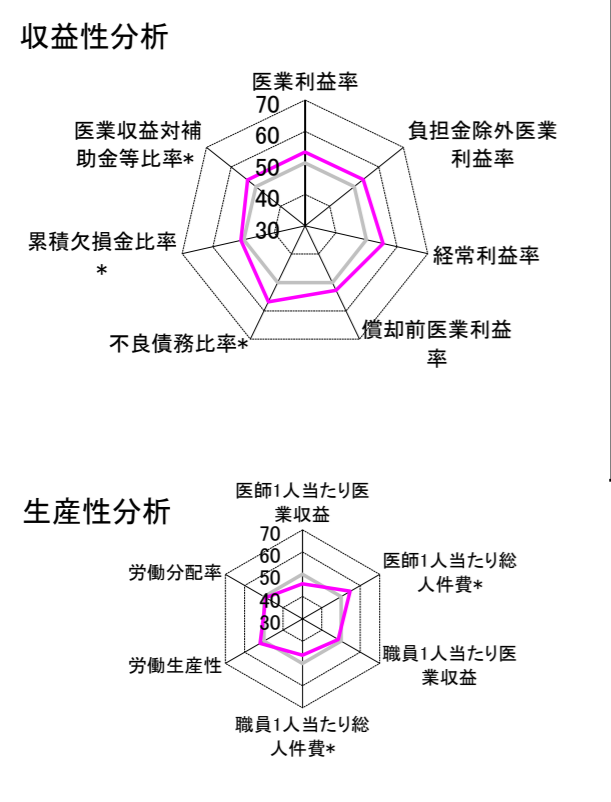 収益性分析
医業利益率
70
60
50
40
30
負担金除外医業
利益率
経常利益率
償却前医業利益
率
不良債務比率*
累積欠損金比率
*
医業収益対補
助金等比率*
生産性分析
医師1人当たり医
業収益
70
60
50
40
30
医師1人当たり総
人件費*
職員1人当たり医
業収益
職員1人当たり総
人件費*
労働生産性
労働分配率